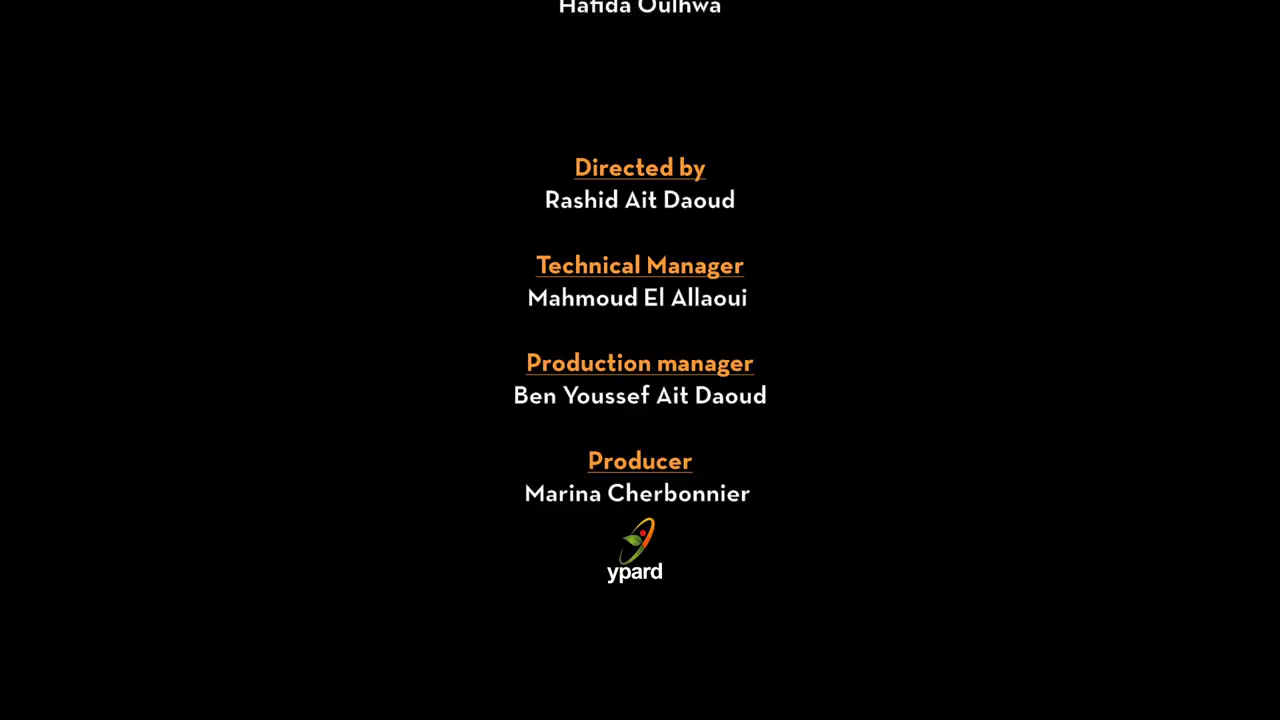 Hafida Oulhwa
Directed by
Rashid Ait Daoud
Technical Manager
Mahmoud El Allaoui
Production manager
Ben Youssef Ait Daoud
Producer
Marina Cherbonnier
ypard